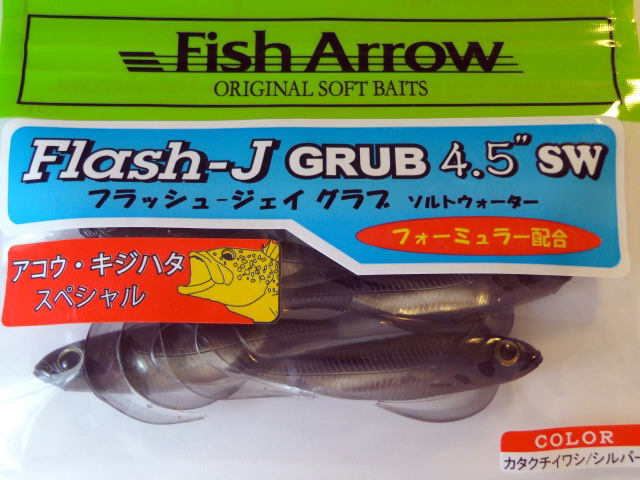 Fish Arrow
ORIGINAL SOFT BAITS
Flash-J GRUB 4.5" SW
フラッシュ-ジェイ グラブ ソルトウォーター
フォーミュラー配合
アコウ・キジハタ
スペシャル
COLOR
カタクチイワシ/シルバー